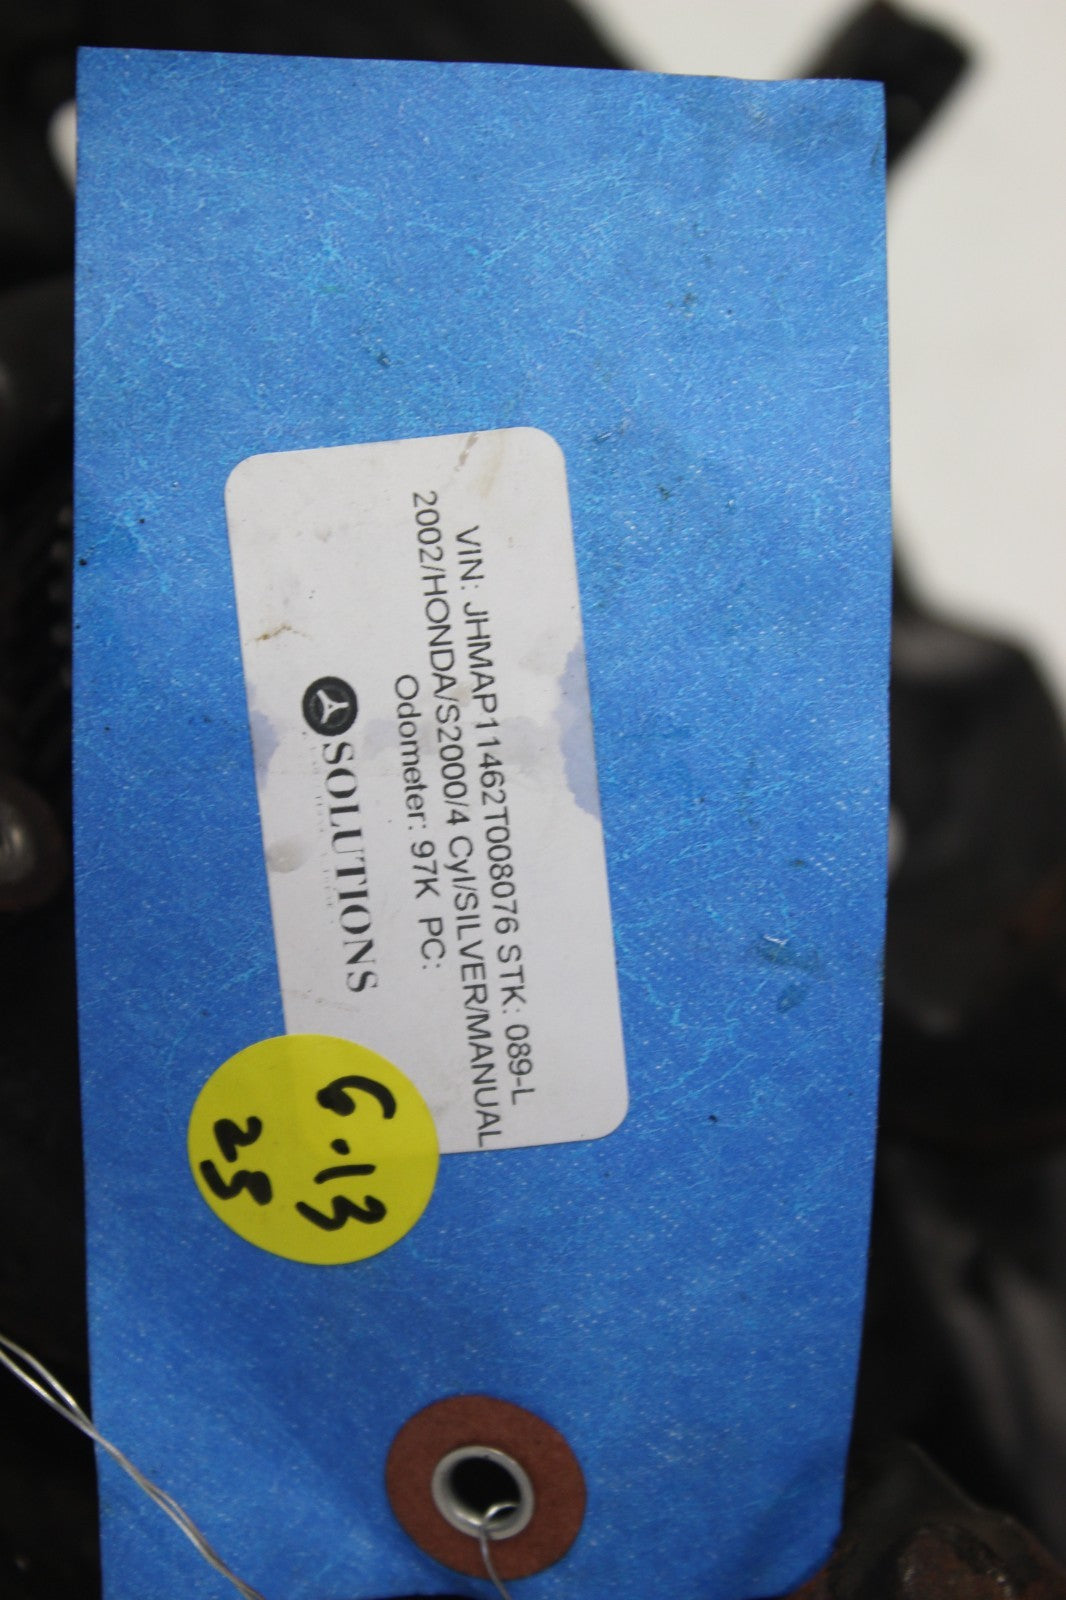 VIN: JHMAP11462T008076 STK: 089-L
2002/HONDA/S2000/4 Cyl/SILVER/MANUAL
Odometer: 97K PC:
SOLUTIONS
6.13
25